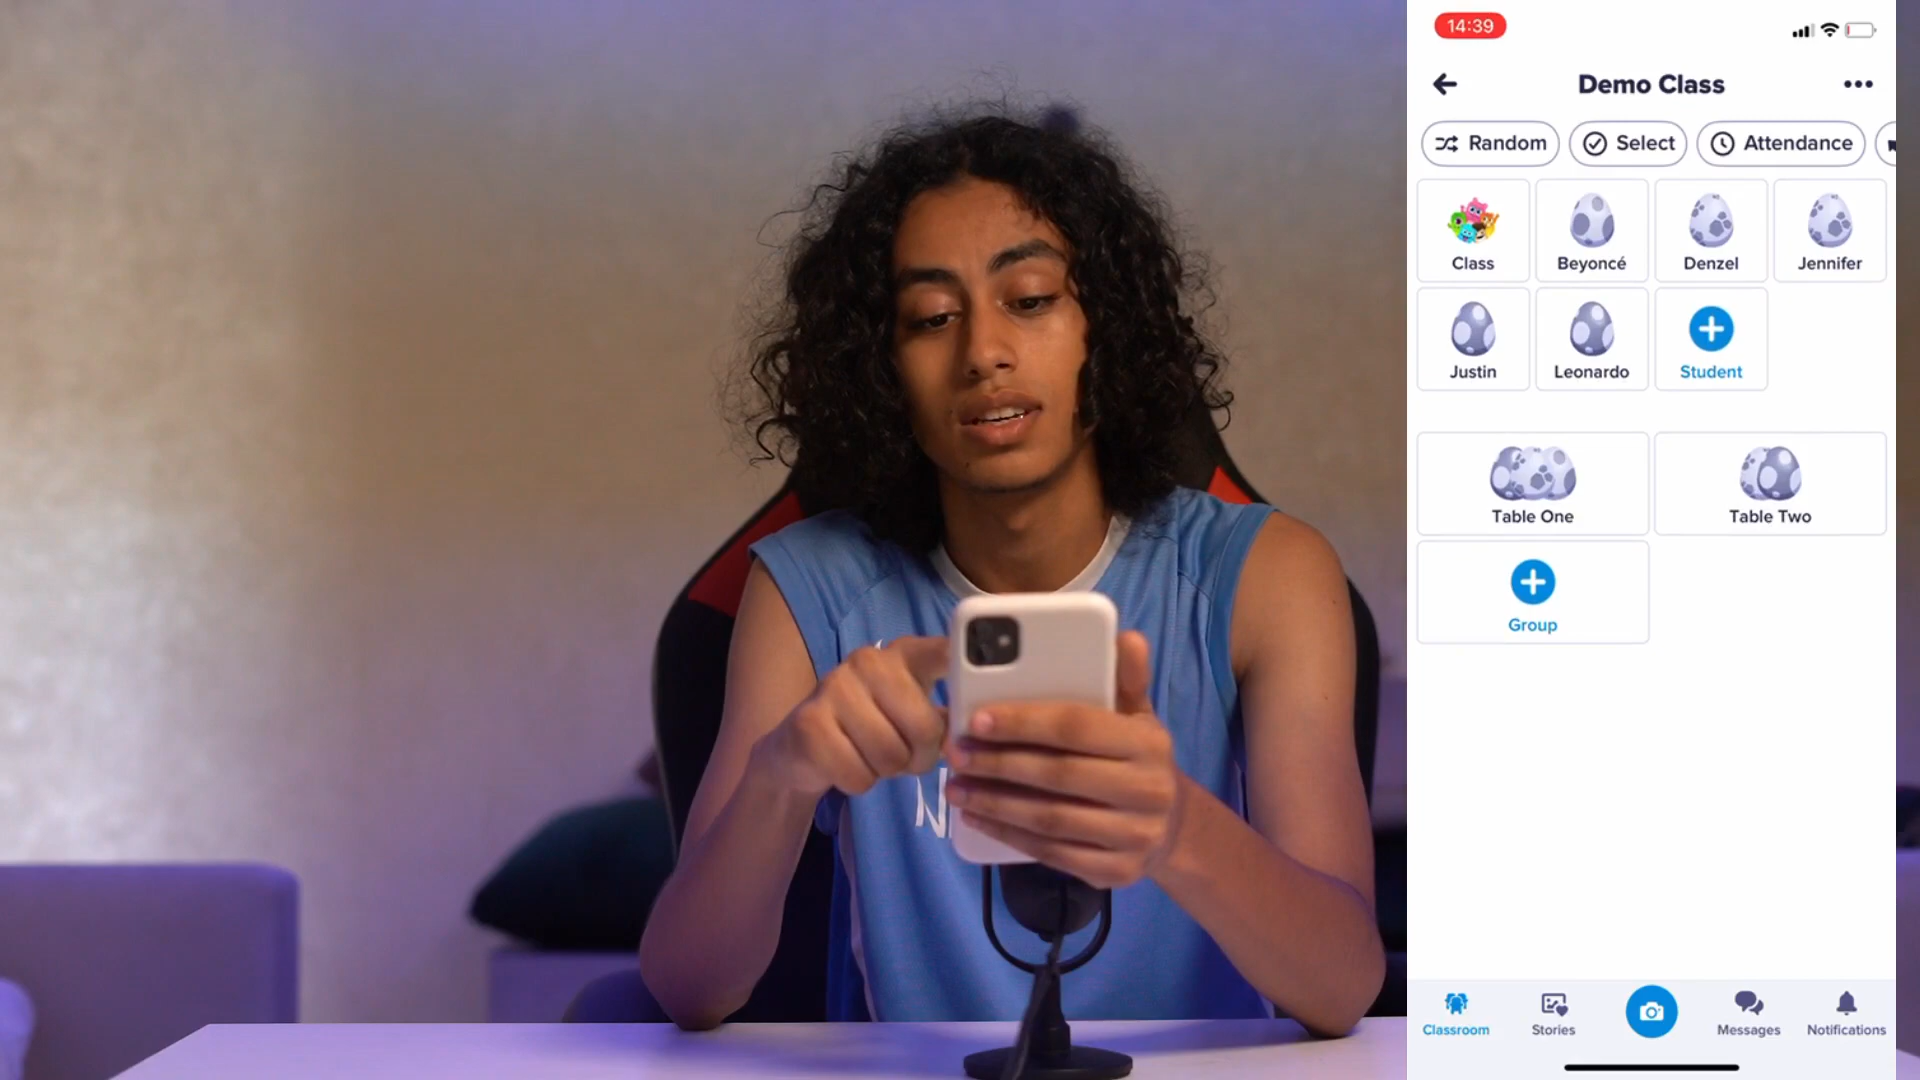 14:39
Demo Class
Random
Select
Attendance
Class
Beyoncé
Denzel
Jennifer
Justin
Leonardo
Student
Table One
Table Two
Group
Classroom
Stories
Messages
Notifications